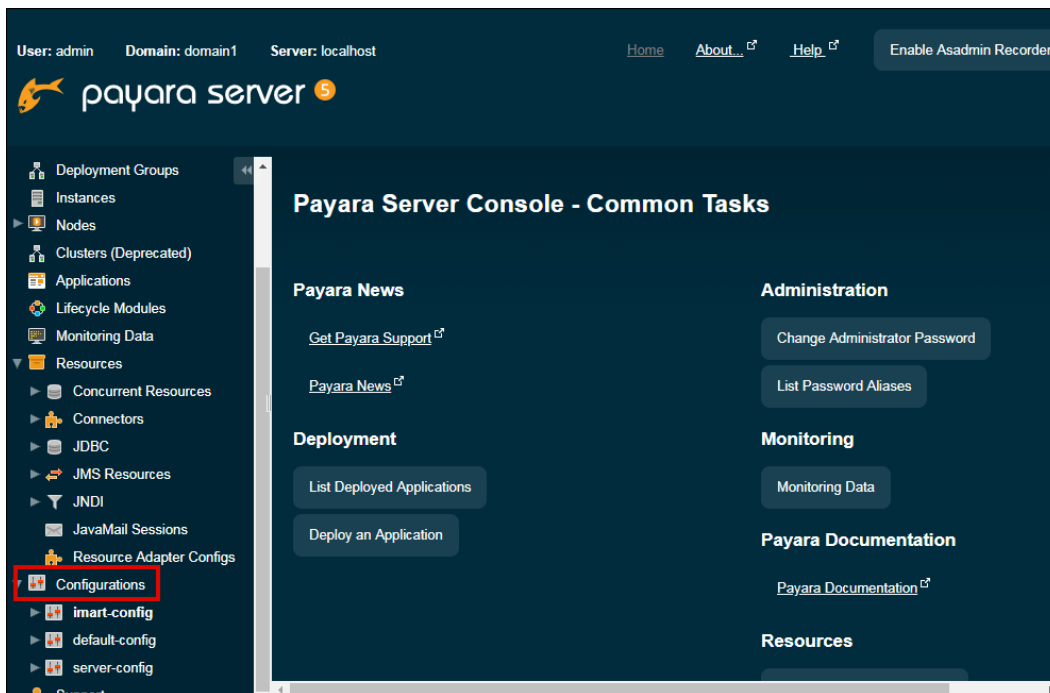 User: admin Domain: domain1 Server: localhost Home About... Help Enable Asadmin Recorder
payara server 5
Deployment Groups
Instances
Nodes
Clusters (Deprecated)
Applications
Lifecycle Modules
Monitoring Data
Resources
Concurrent Resources
Connectors
JDBC
JMS Resources
JNDI
JavaMail Sessions
Resource Adapter Configs
Configurations
imart-config
default-config
server-config
Support
Payara Server Console - Common Tasks
Payara News
Get Payara Support
Payara News
Deployment
List Deployed Applications
Deploy an Application
Administration
Change Administrator Password
List Password Aliases
Monitoring
Monitoring Data
Payara Documentation
Payara Documentation
Resources